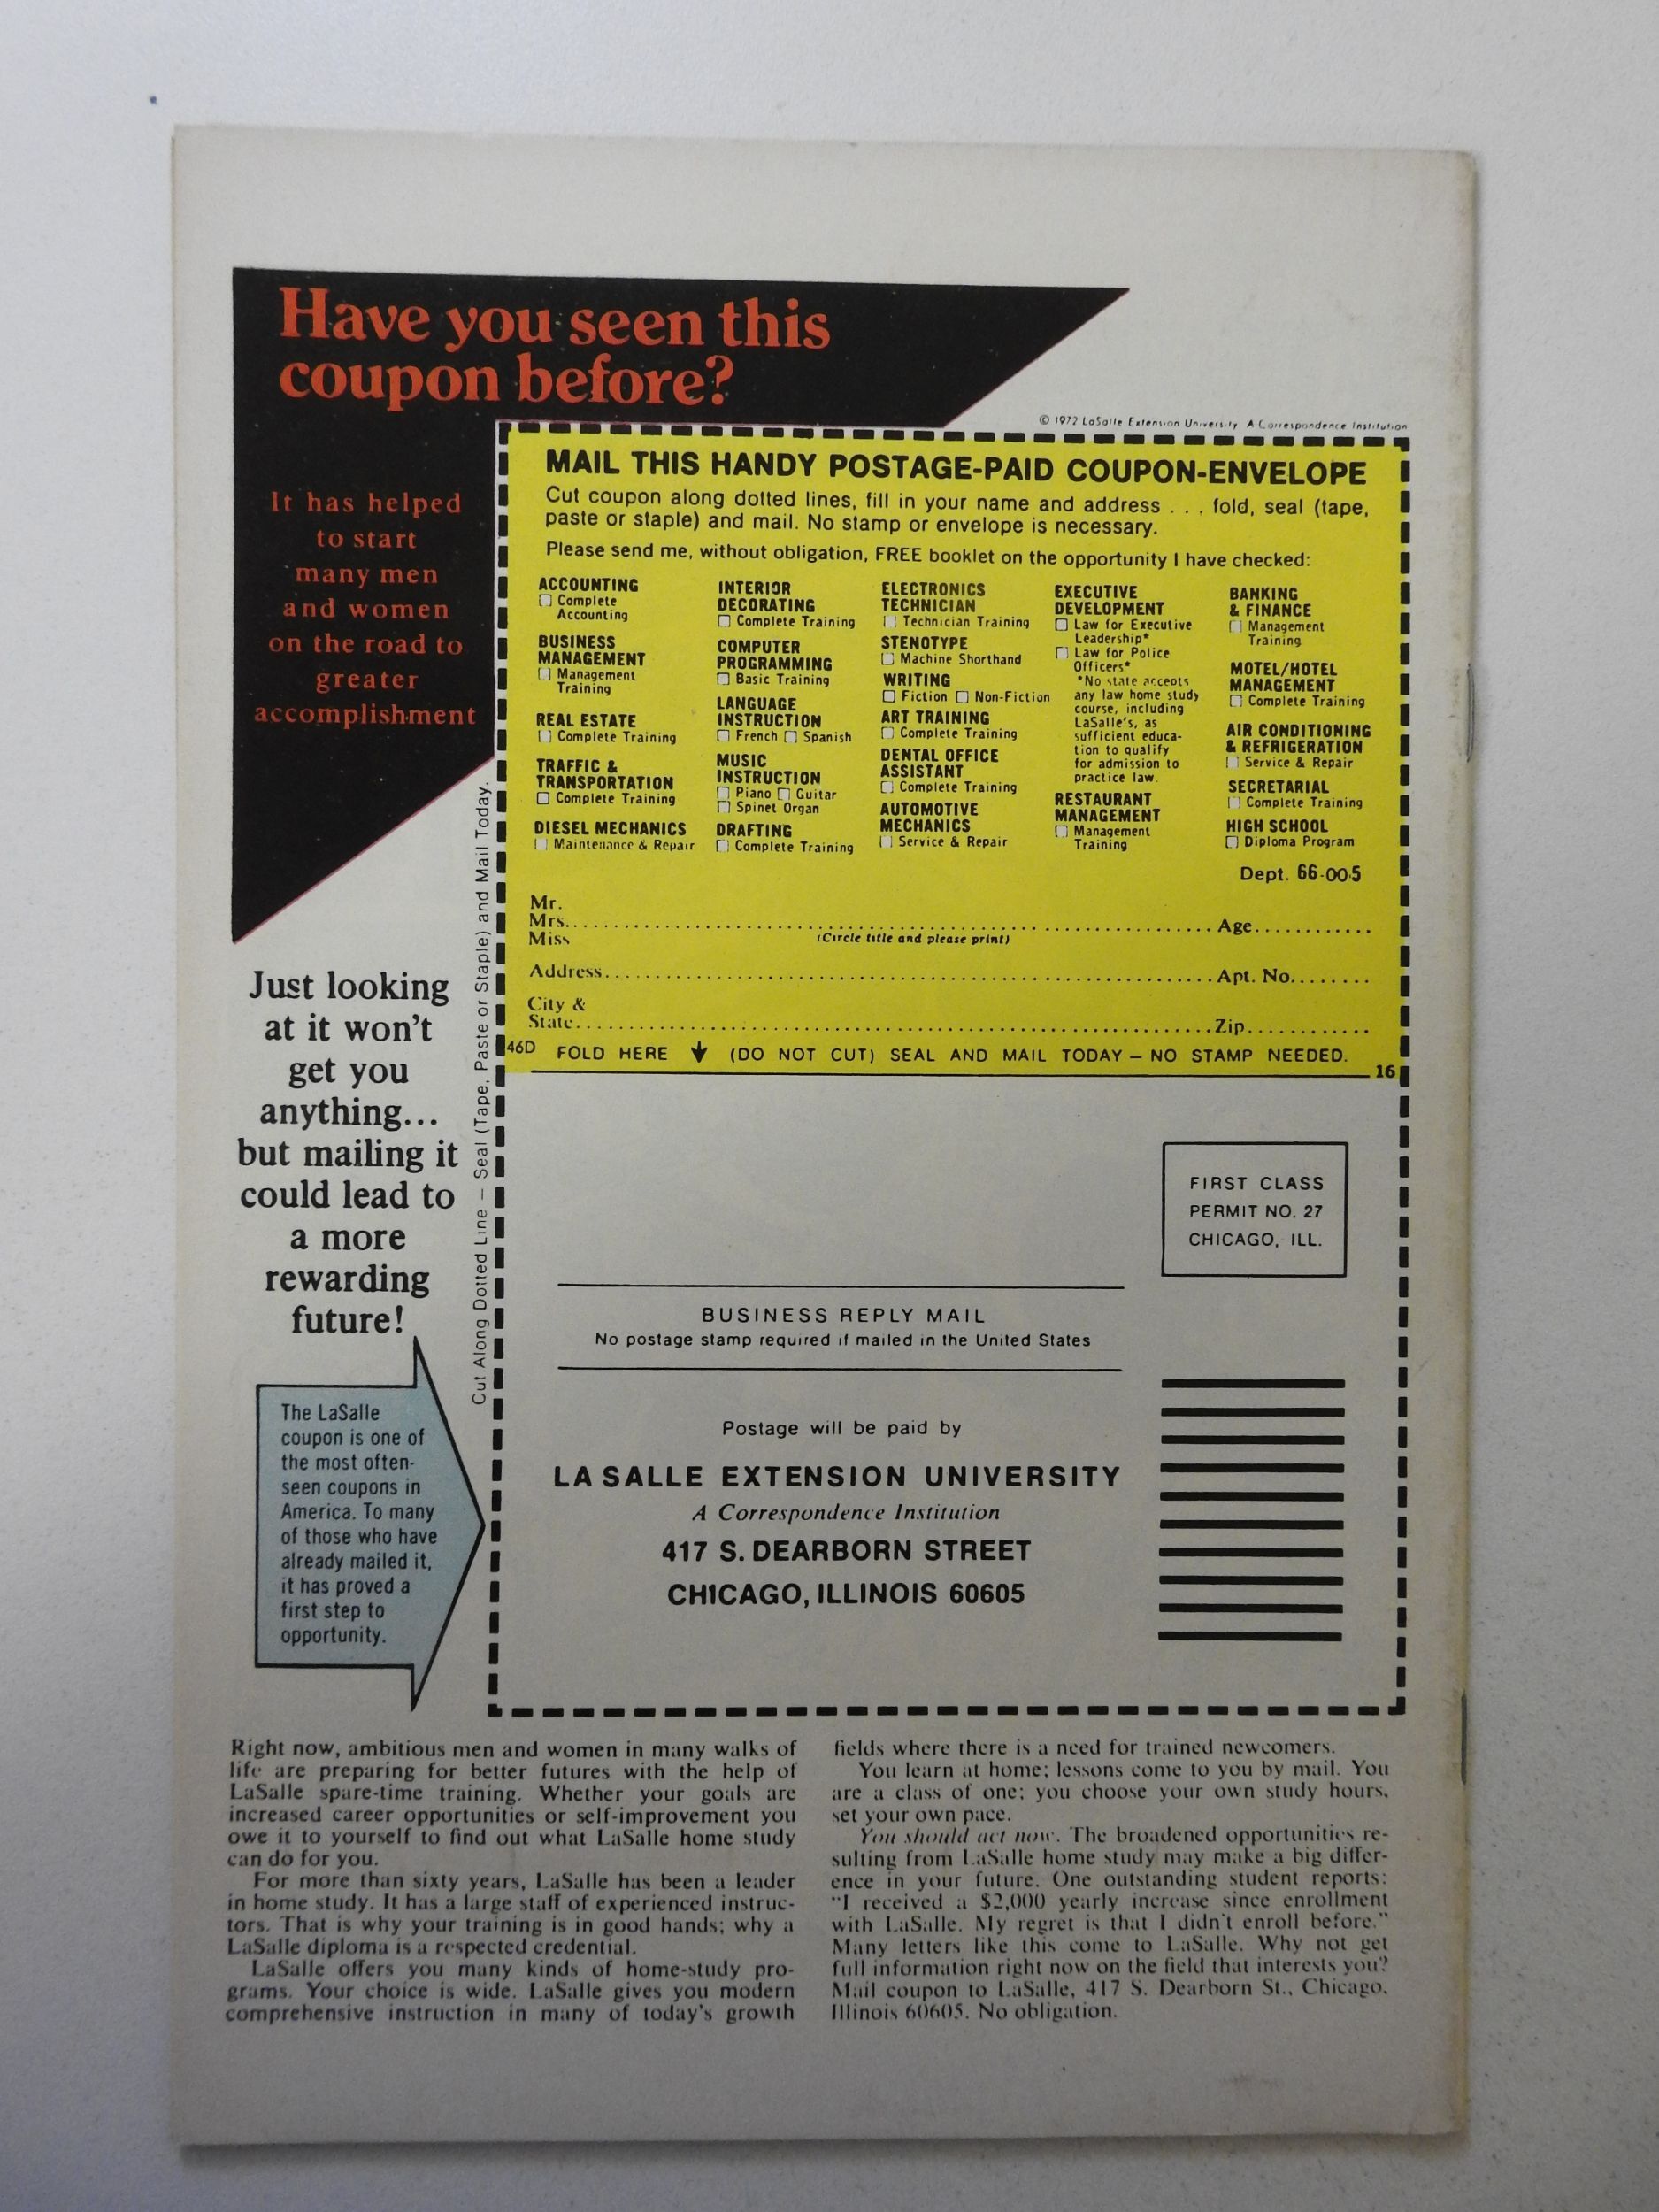 Have you seen this
coupon before?
© 1972 LaSalle Extension University A Correspondence Institution
It has helped
to start
many men
and women
on the road to
greater
accomplishment
MAIL THIS HANDY POSTAGE-PAID COUPON-ENVELOPE
Cut coupon along dotted lines, fill in your name and address . . . fold, seal (tape,
paste or staple) and mail. No stamp or envelope is necessary.
Please send me, without obligation, FREE booklet on the opportunity I have checked:
ACCOUNTING
Complete
Accounting
BUSINESS
MANAGEMENT
Management
Training
REAL ESTATE
Complete Training
TRAFFIC &
TRANSPORTATION
Complete Training
DIESEL MECHANICS
Maintenance & Repair
INTERIOR
DECORATING
Complete Training
COMPUTER
PROGRAMMING
Basic Training
LANGUAGE
INSTRUCTION
French Spanish
MUSIC
INSTRUCTION
Piano Guitar
Spinet Organ
DRAFTING
Complete Training
ELECTRONICS
TECHNICIAN
Technician Training
STENOTYPE
Machine Shorthand
WRITING
Fiction Non-Fiction
ART TRAINING
Complete Training
DENTAL OFFICE
ASSISTANT
Complete Training
AUTOMOTIVE
MECHANICS
Service & Repair
EXECUTIVE
DEVELOPMENT
Law for Executive
Leadership*
Law for Police
Officers*
*No state accepts
any law home study
course, including
LaSalle's, as
sufficient educa-
tion to qualify
for admission to
practice law.
RESTAURANT
MANAGEMENT
Management
Training
BANKING
& FINANCE
Management
Training
MOTEL/HOTEL
MANAGEMENT
Complete Training
AIR CONDITIONING
& REFRIGERATION
Service & Repair
SECRETARIAL
Complete Training
HIGH SCHOOL
Diploma Program
Dept. 66-005
Mr.
Mrs. Age
Miss (Circle title and please print)
Address Apt. No.
City &
State Zip
46D FOLD HERE (DO NOT CUT) SEAL AND MAIL TODAY – NO STAMP NEEDED.
16
Cut Along Dotted Line – Seal (Tape, Paste or Staple) and Mail Today.
Just looking
at it won't
get you
anything...
but mailing it
could lead to
a more
rewarding
future!
FIRST CLASS
PERMIT NO. 27
CHICAGO, ILL.
BUSINESS REPLY MAIL
No postage stamp required if mailed in the United States
Postage will be paid by
LA SALLE EXTENSION UNIVERSITY
A Correspondence Institution
417 S. DEARBORN STREET
CHICAGO, ILLINOIS 60605
The LaSalle
coupon is one of
the most often-
seen coupons in
America. To many
of those who have
already mailed it,
it has proved a
first step to
opportunity.
Right now, ambitious men and women in many walks of
life are preparing for better futures with the help of
LaSalle spare-time training. Whether your goals are
increased career opportunities or self-improvement you
owe it to yourself to find out what LaSalle home study
can do for you.
For more than sixty years, LaSalle has been a leader
in home study. It has a large staff of experienced instruc-
tors. That is why your training is in good hands; why a
LaSalle diploma is a respected credential.
LaSalle offers you many kinds of home-study pro-
grams. Your choice is wide. LaSalle gives you modern
comprehensive instruction in many of today's growth
fields where there is a need for trained newcomers.
You learn at home; lessons come to you by mail. You
are a class of one; you choose your own study hours,
set your own pace.
You should act now. The broadened opportunities re-
sulting from LaSalle home study may make a big differ-
ence in your future. One outstanding student reports:
"I received a $2,000 yearly increase since enrollment
with LaSalle. My regret is that I didn't enroll before."
Many letters like this come to LaSalle. Why not get
full information right now on the field that interests you?
Mail coupon to LaSalle, 417 S. Dearborn St., Chicago,
Illinois 60605. No obligation.